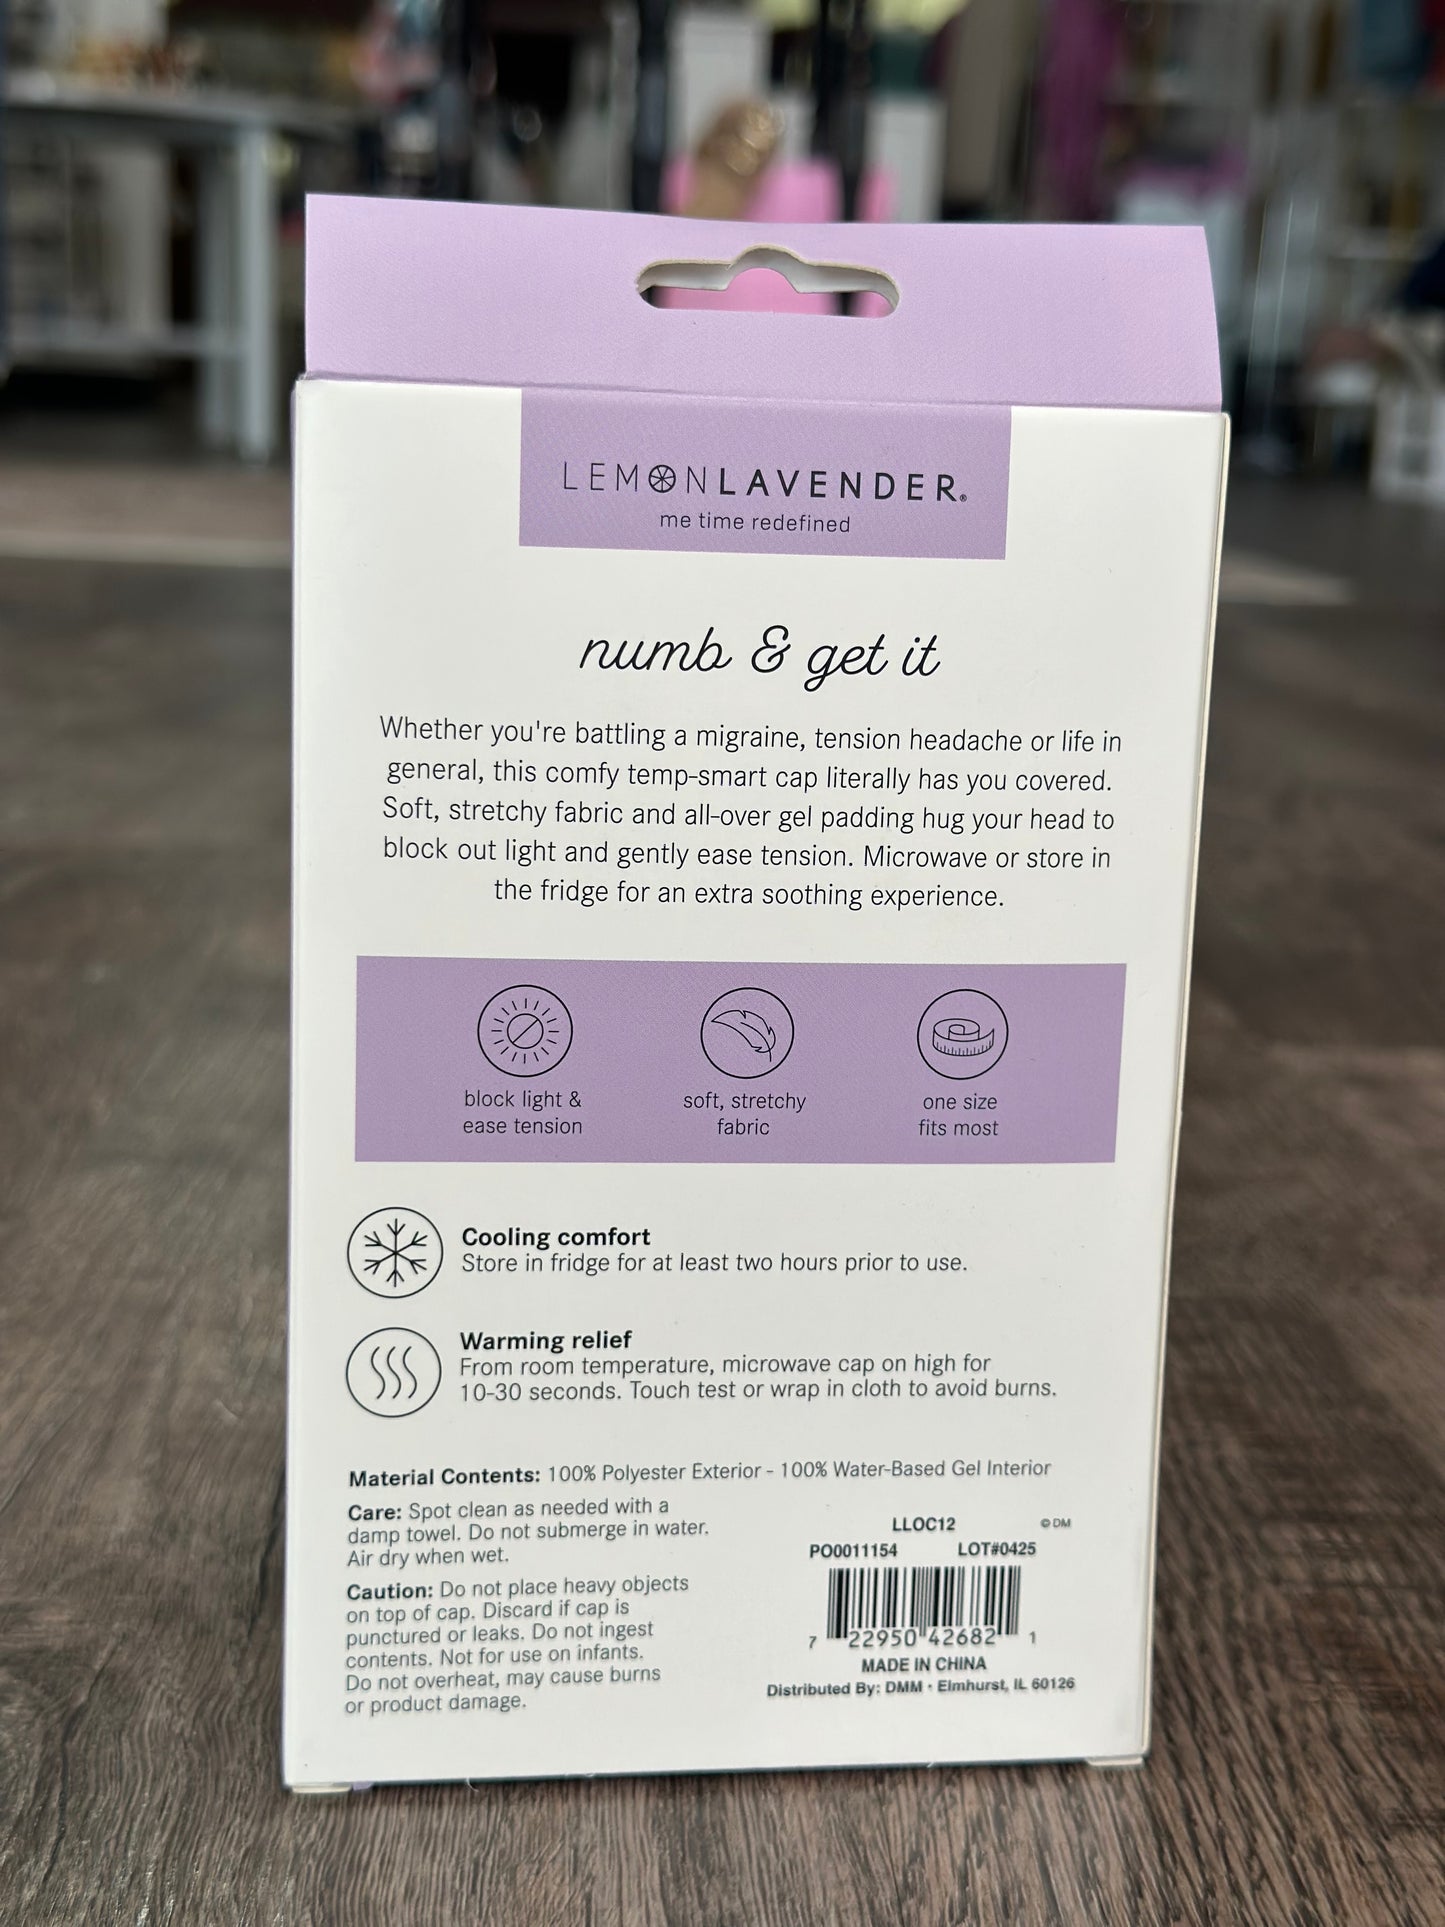 LEMONLAVENDER®
me time redefined
numb & get it
Whether you're battling a migraine, tension headache or life in
general, this comfy temp-smart cap literally has you covered.
Soft, stretchy fabric and all-over gel padding hug your head to
block out light and gently ease tension. Microwave or store in
the fridge for an extra soothing experience.
block light &
ease tension
soft, stretchy
fabric
one size
fits most
Cooling comfort
Store in fridge for at least two hours prior to use.
Warming relief
From room temperature, microwave cap on high for
10-30 seconds. Touch test or wrap in cloth to avoid burns.
Material Contents: 100% Polyester Exterior - 100% Water-Based Gel Interior
Care: Spot clean as needed with a
damp towel. Do not submerge in water.
Air dry when wet.
Caution: Do not place heavy objects
on top of cap. Discard if cap is
punctured or leaks. Do not ingest
contents. Not for use on infants.
Do not overheat, may cause burns
or product damage.
LLOC12 © DM
PO0011154 LOT#0425
7 22950 42682 1
MADE IN CHINA
Distributed By: DMM · Elmhurst, IL 60126